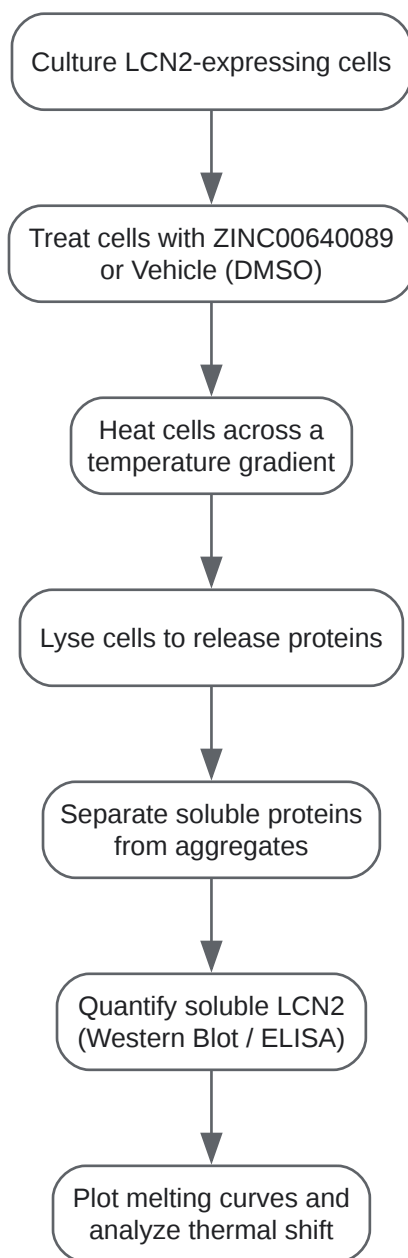 Culture LCN2-expressing cells
Treat cells with ZINC00640089
or Vehicle (DMSO)
Heat cells across a
temperature gradient
Lyse cells to release proteins
Separate soluble proteins
from aggregates
Quantify soluble LCN2
(Western Blot / ELISA)
Plot melting curves and
analyze thermal shift